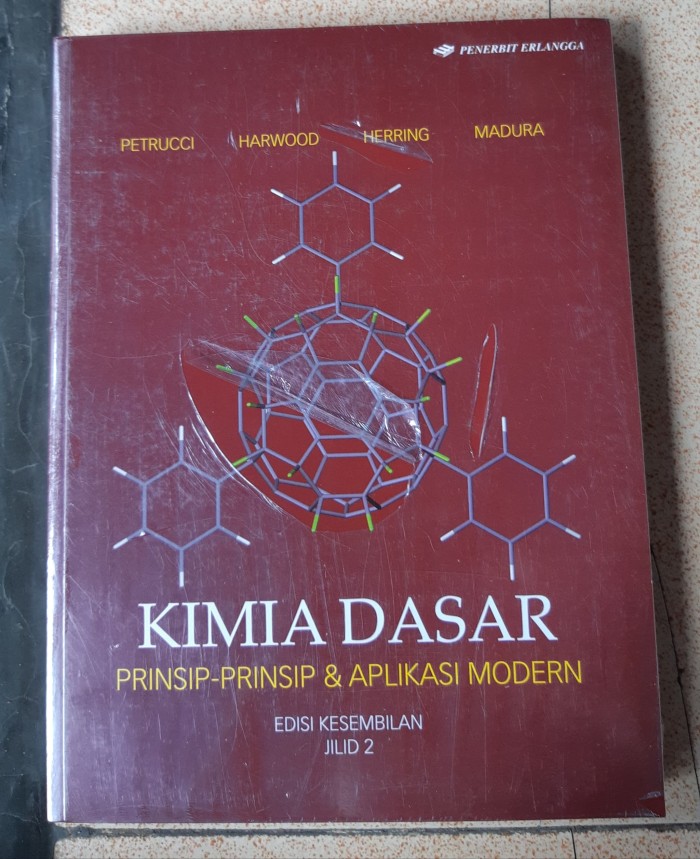 PENERBIT ERLANGGA
PETRUCCI HARWOOD HERRING MADURA
KIMIA DASAR
PRINSIP-PRINSIP & APLIKASI MODERN
EDISI KESEMBILAN
JILID 2